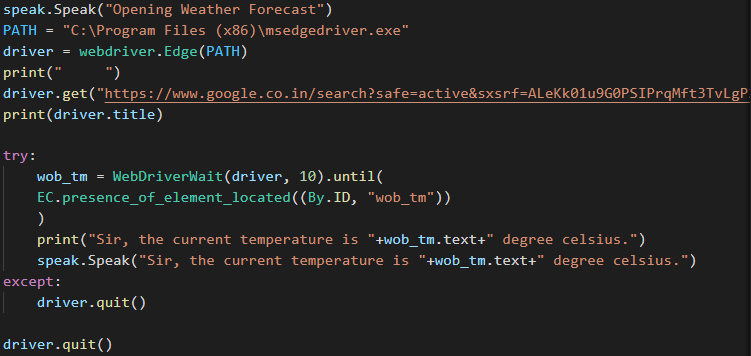 speak.Speak("Opening Weather Forecast")
PATH = "C:\Program Files (x86)\msedgedriver.exe"
driver = webdriver.Edge(PATH)
print("      ")
driver.get("https://www.google.co.in/search?safe=active&sxsrf=ALeKk01u9G0PSIPrqMft3TvLgP
print(driver.title)
try:
    wob_tm = WebDriverWait(driver, 10).until(
    EC.presence_of_element_located((By.ID, "wob_tm"))
    )
    print("Sir, the current temperature is "+wob_tm.text+" degree celsius.")
    speak.Speak("Sir, the current temperature is "+wob_tm.text+" degree celsius.")
except:
    driver.quit()
driver.quit()